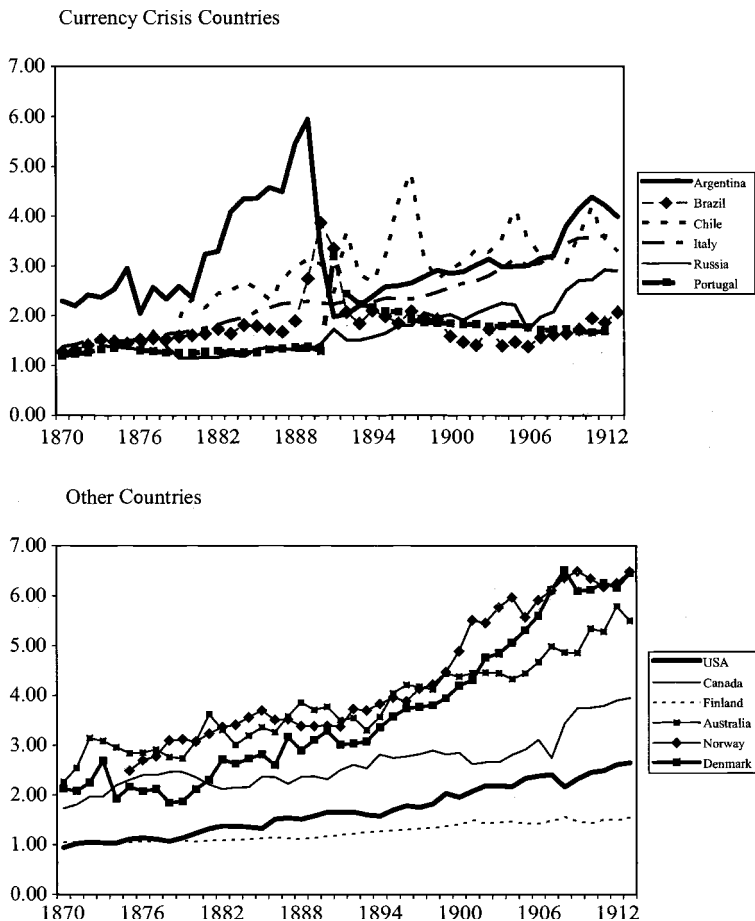 Currency Crisis Countries
7.00
6.00
5.00
4.00
3.00
2.00
1.00
0.00
1870 1876 1882 1888 1894 1900 1906 1912
Argentina
Brazil
Chile
Italy
Russia
Portugal
Other Countries
7.00
6.00
5.00
4.00
3.00
2.00
1.00
0.00
1870 1876 1882 1888 1894 1900 1906 1912
USA
Canada
Finland
Australia
Norway
Denmark